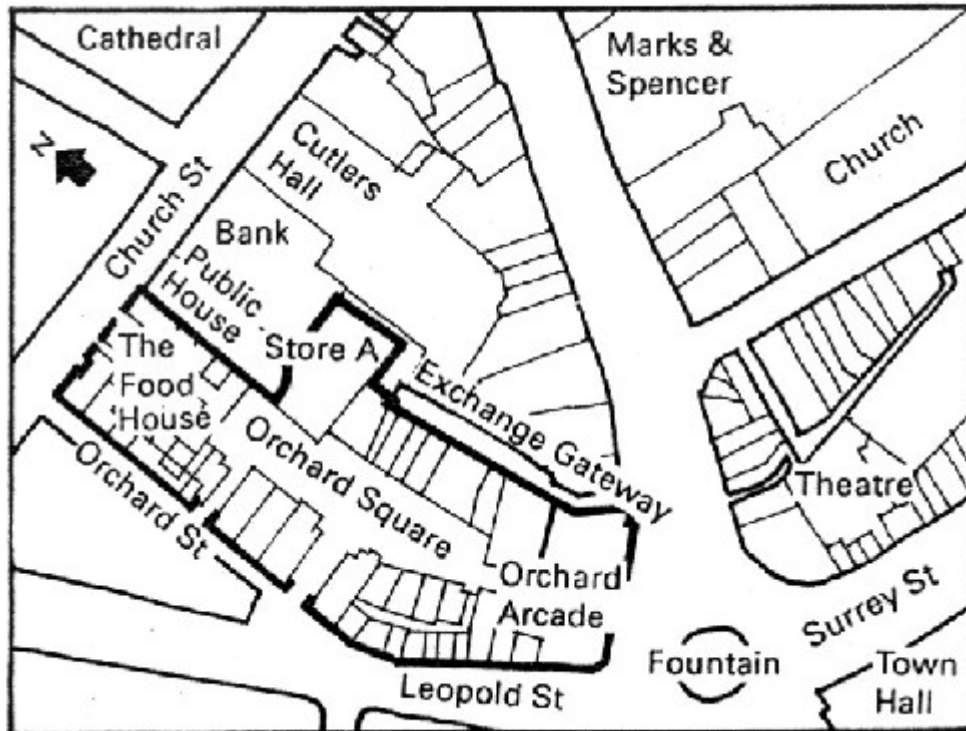 Cathedral
Marks &
Spencer
N
Church St
Cutlers
Hall
Church
Bank
Public
House
The
Food
House
Store A
Exchange Gateway
Orchard Square
Orchard St
Theatre
Orchard
Arcade
Surrey St
Leopold St
Fountain
Town
Hall